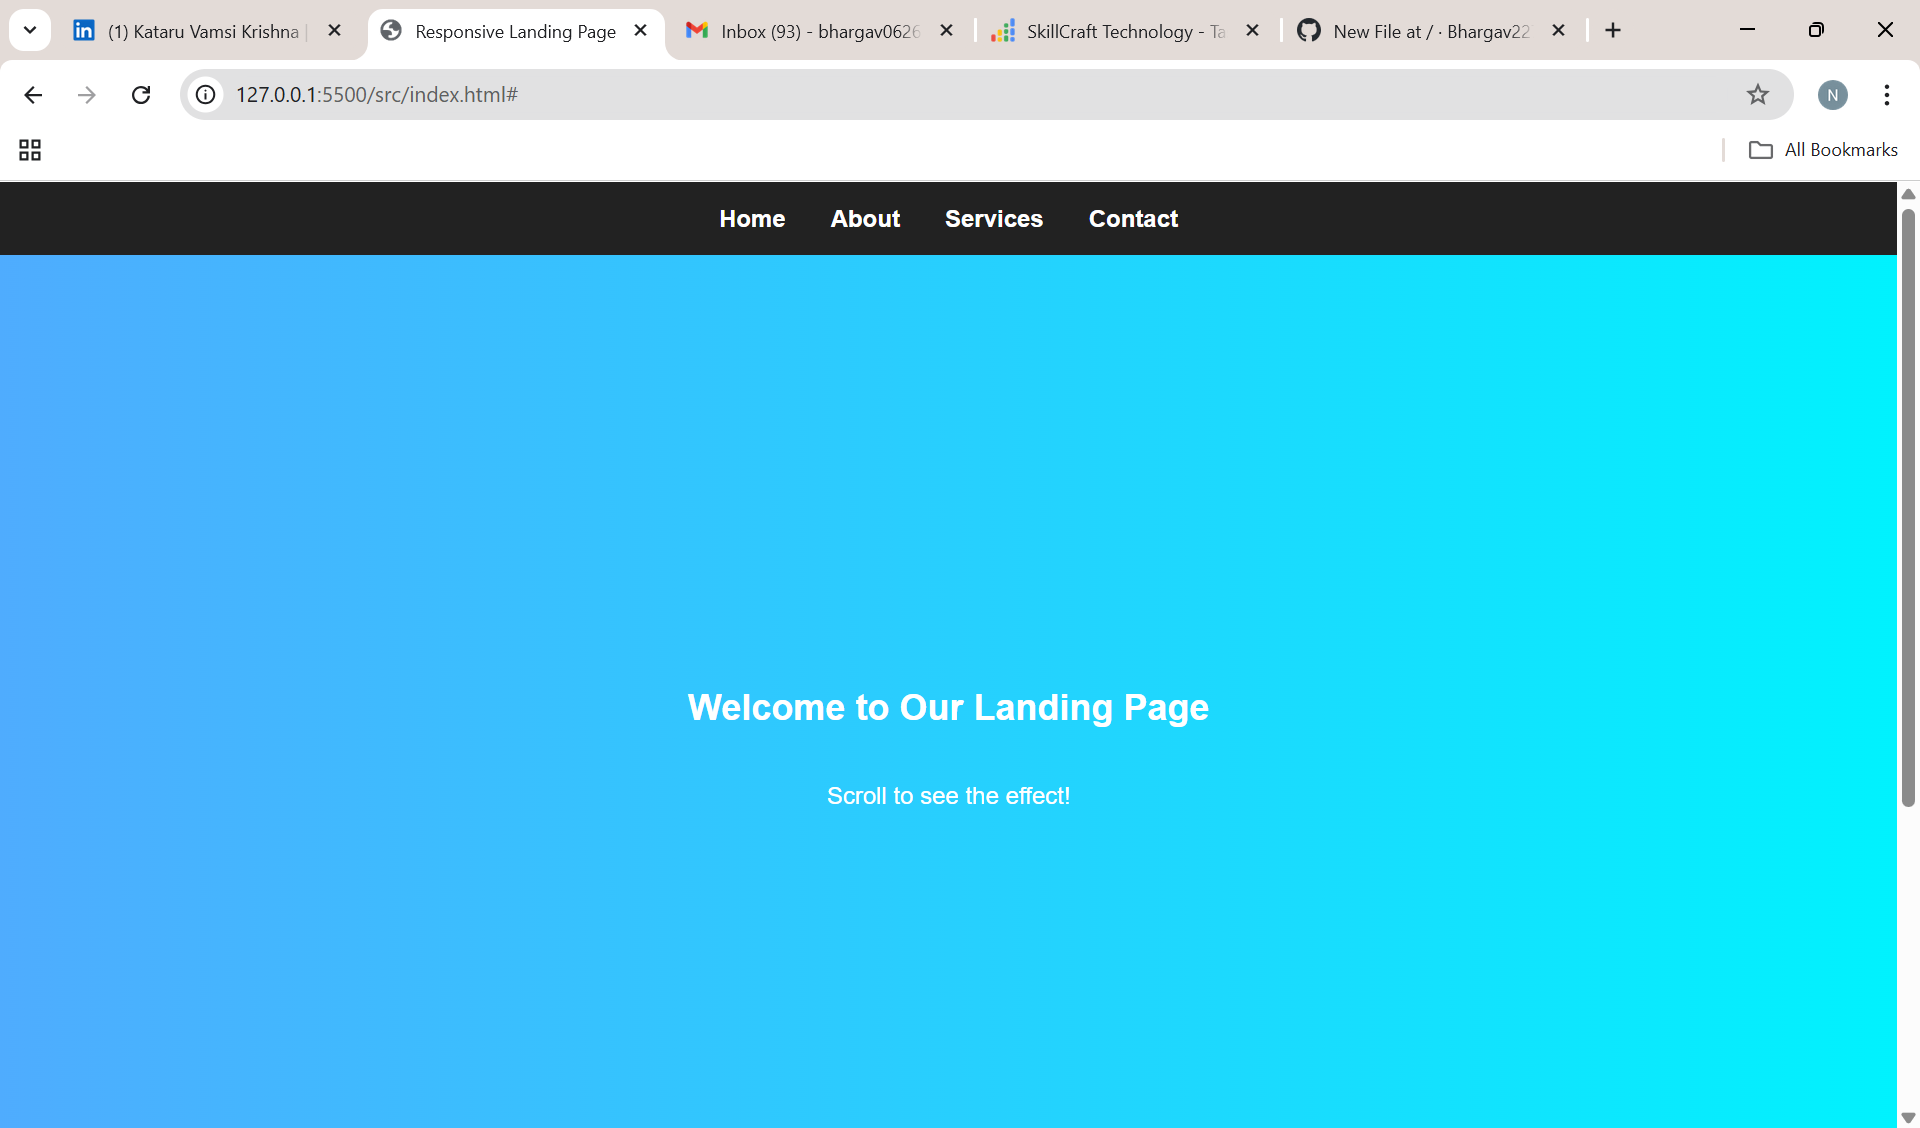 (1) Kataru Vamsi Krishna
Responsive Landing Page
Inbox (93) - bhargav0626
SkillCraft Technology - Ta
New File at / · Bhargav22
127.0.0.1:5500/src/index.html#
N
All Bookmarks
Home About Services Contact
Welcome to Our Landing Page
Scroll to see the effect!